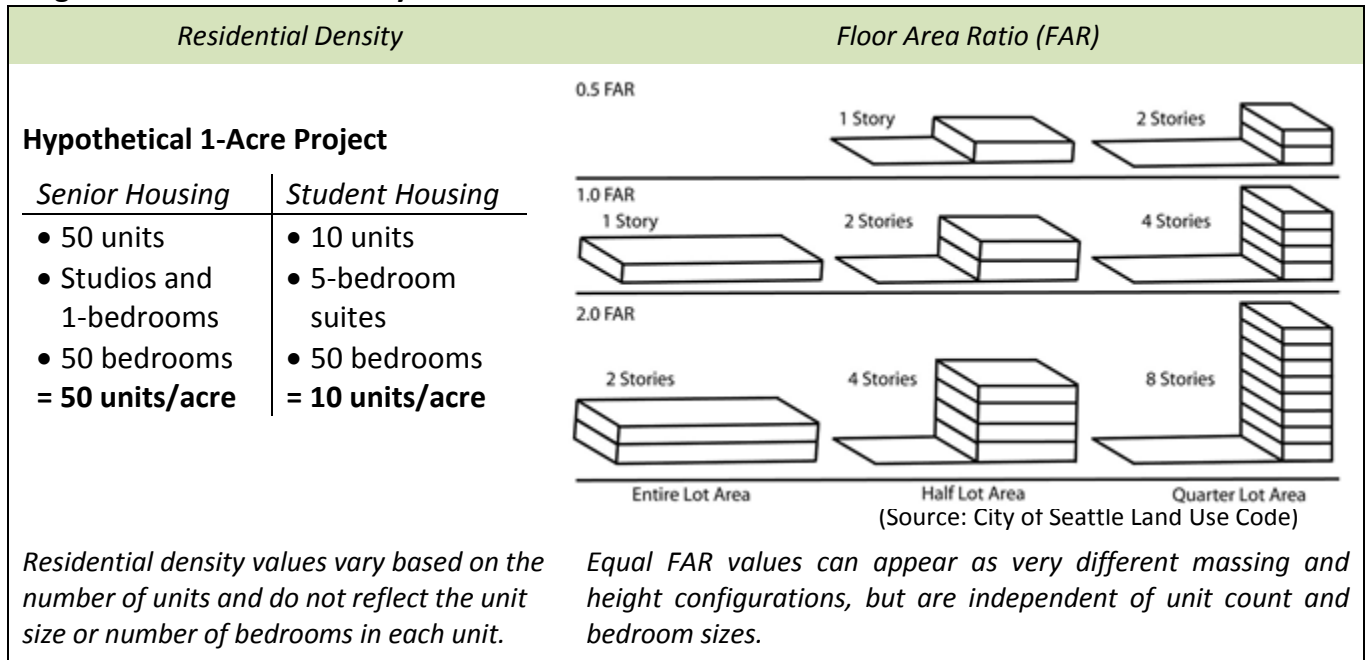 Residential Density
Floor Area Ratio (FAR)
Hypothetical 1-Acre Project
Senior Housing
• 50 units
• Studios and
1-bedrooms
• 50 bedrooms
= 50 units/acre
Student Housing
• 10 units
• 5-bedroom
suites
• 50 bedrooms
= 10 units/acre
0.5 FAR
1 Story
2 Stories
1.0 FAR
1 Story
2 Stories
4 Stories
2.0 FAR
2 Stories
4 Stories
8 Stories
Entire Lot Area
Half Lot Area
Quarter Lot Area
(Source: City of Seattle Land Use Code)
Residential density values vary based on the
number of units and do not reflect the unit
size or number of bedrooms in each unit.
Equal FAR values can appear as very different massing and
height configurations, but are independent of unit count and
bedroom sizes.